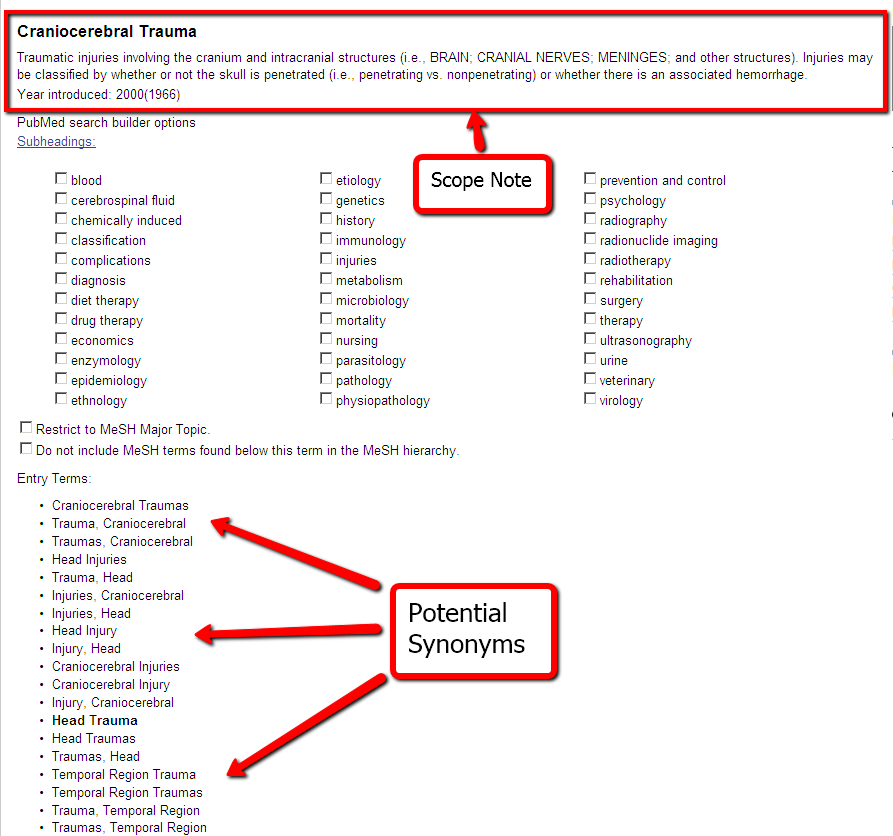 Craniocerebral Trauma
Traumatic injuries involving the cranium and intracranial structures (i.e., BRAIN; CRANIAL NERVES; MENINGES; and other structures). Injuries may
be classified by whether or not the skull is penetrated (i.e., penetrating vs. nonpenetrating) or whether there is an associated hemorrhage.
Year introduced: 2000(1966)
PubMed search builder options
Subheadings:
Scope Note
blood
cerebrospinal fluid
chemically induced
classification
complications
diagnosis
diet therapy
drug therapy
economics
enzymology
epidemiology
ethnology
etiology
genetics
history
immunology
injuries
metabolism
microbiology
mortality
nursing
parasitology
pathology
physiopathology
prevention and control
psychology
radiography
radionuclide imaging
radiotherapy
rehabilitation
surgery
therapy
ultrasonography
urine
veterinary
virology
Restrict to MeSH Major Topic.
Do not include MeSH terms found below this term in the MeSH hierarchy.
Entry Terms:
• Craniocerebral Traumas
• Trauma, Craniocerebral
• Traumas, Craniocerebral
• Head Injuries
• Trauma, Head
• Injuries, Craniocerebral
• Injuries, Head
• Head Injury
• Injury, Head
• Craniocerebral Injuries
• Craniocerebral Injury
• Injury, Craniocerebral
• Head Trauma
• Head Traumas
• Traumas, Head
• Temporal Region Trauma
• Temporal Region Traumas
• Trauma, Temporal Region
• Traumas, Temporal Region
Potential
Synonyms